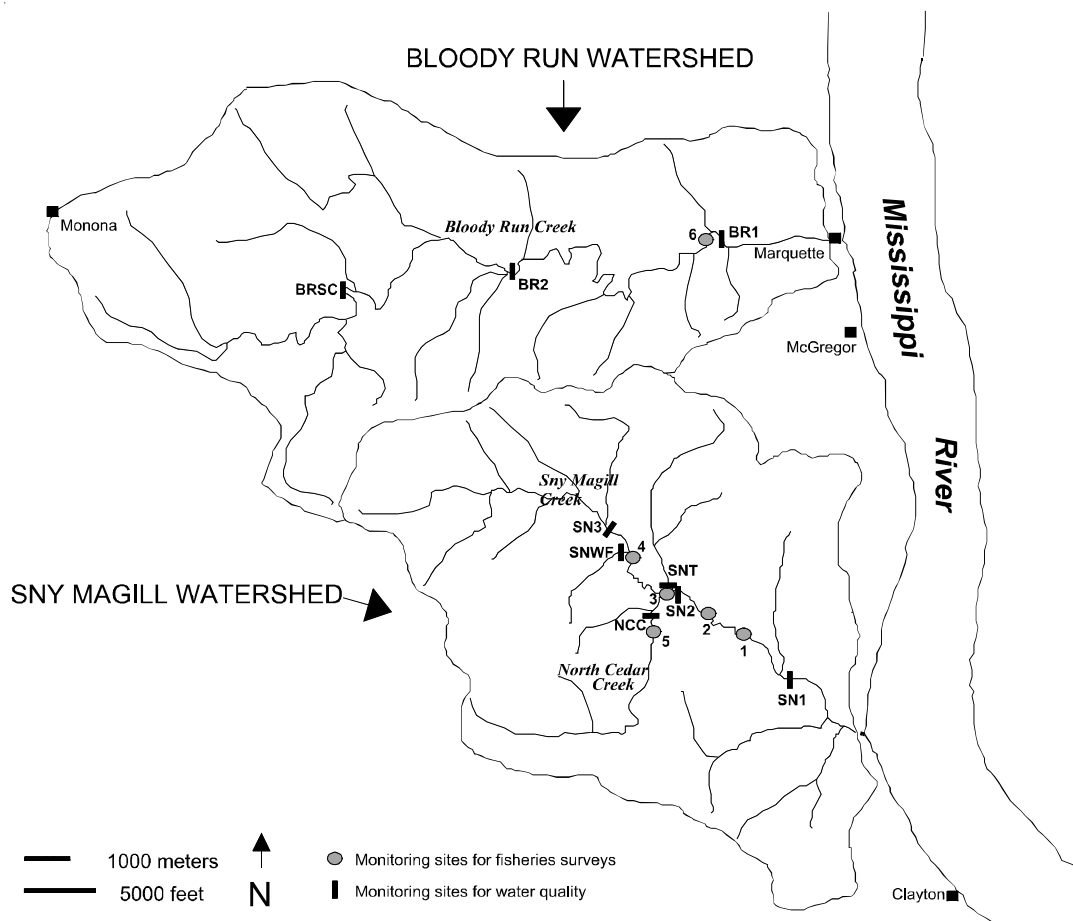 BLOODY RUN WATERSHED
Monona
Bloody Run Creek
6
BR1
Marquette
BRSC
BR2
McGregor
Mississippi
River
Sny Magill
Creek
SN3
SNWF
4
SNT
3
SN2
SNY MAGILL WATERSHED
NCC
5
2
1
North Cedar
Creek
SN1
1000 meters
5000 feet
N
Monitoring sites for fisheries surveys
Monitoring sites for water quality
Clayton